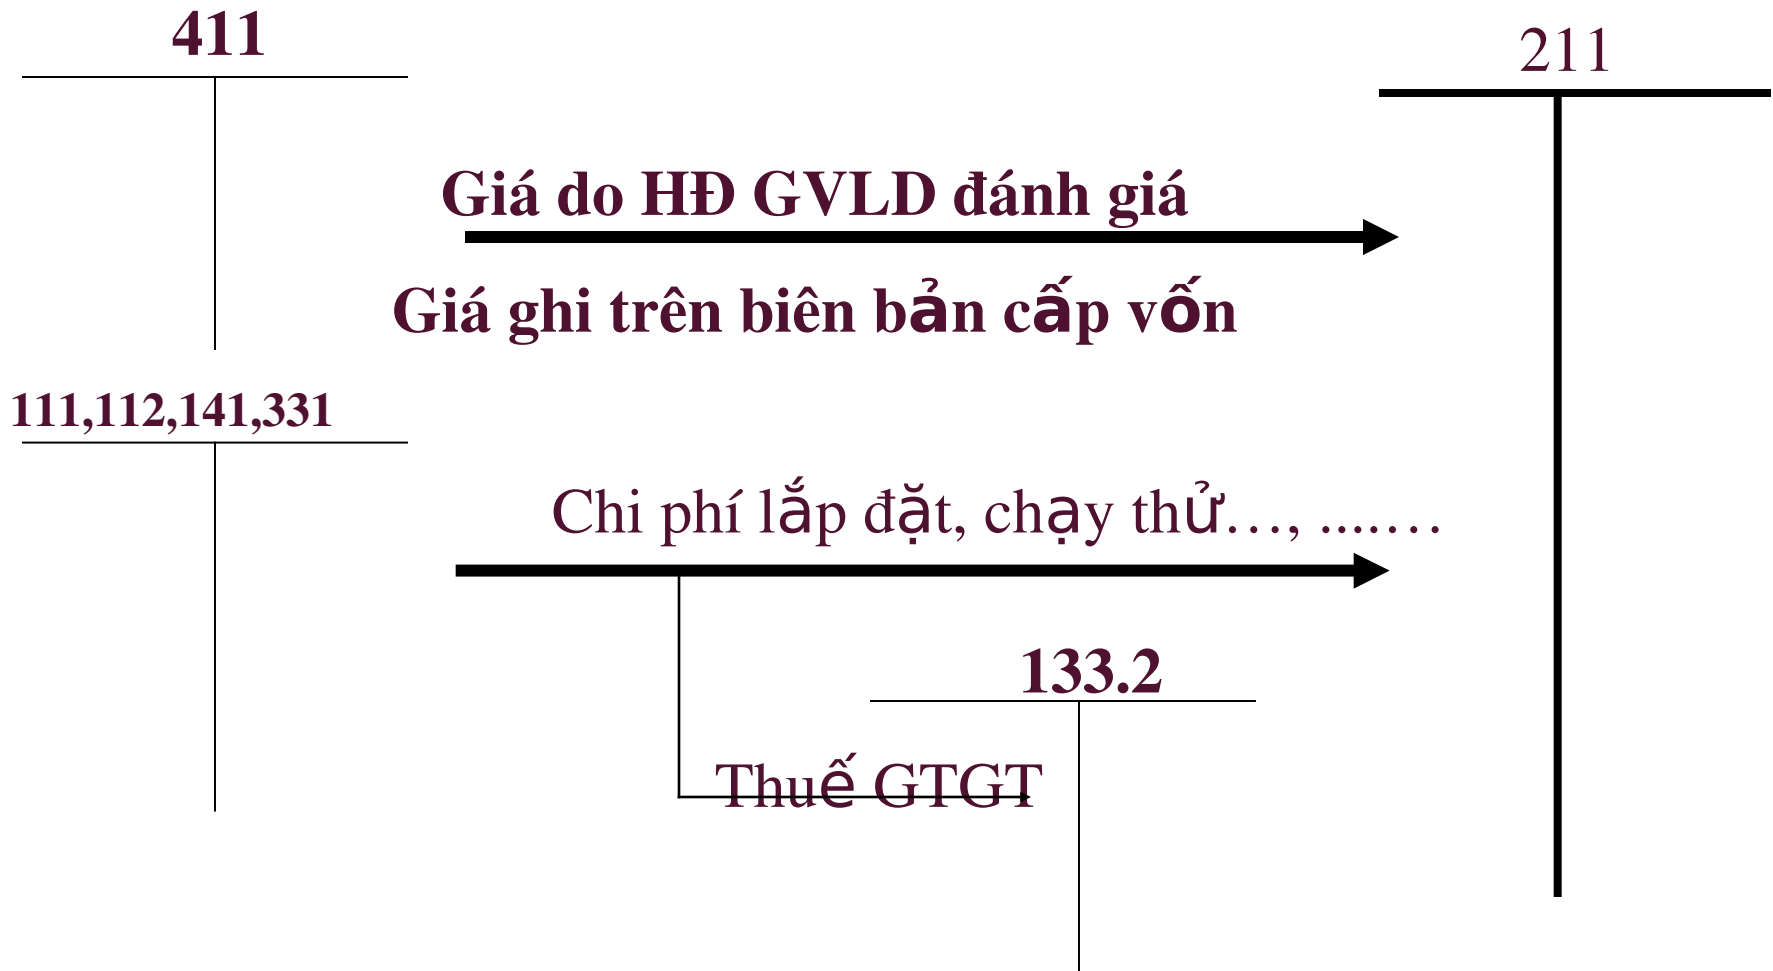 411
211
Giá do HĐ GVLD đánh giá
Giá ghi trên biên bản cấp vốn
111,112,141,331
Chi phí lắp đặt, chạy thử…, ....…
133.2
Thuế GTGT